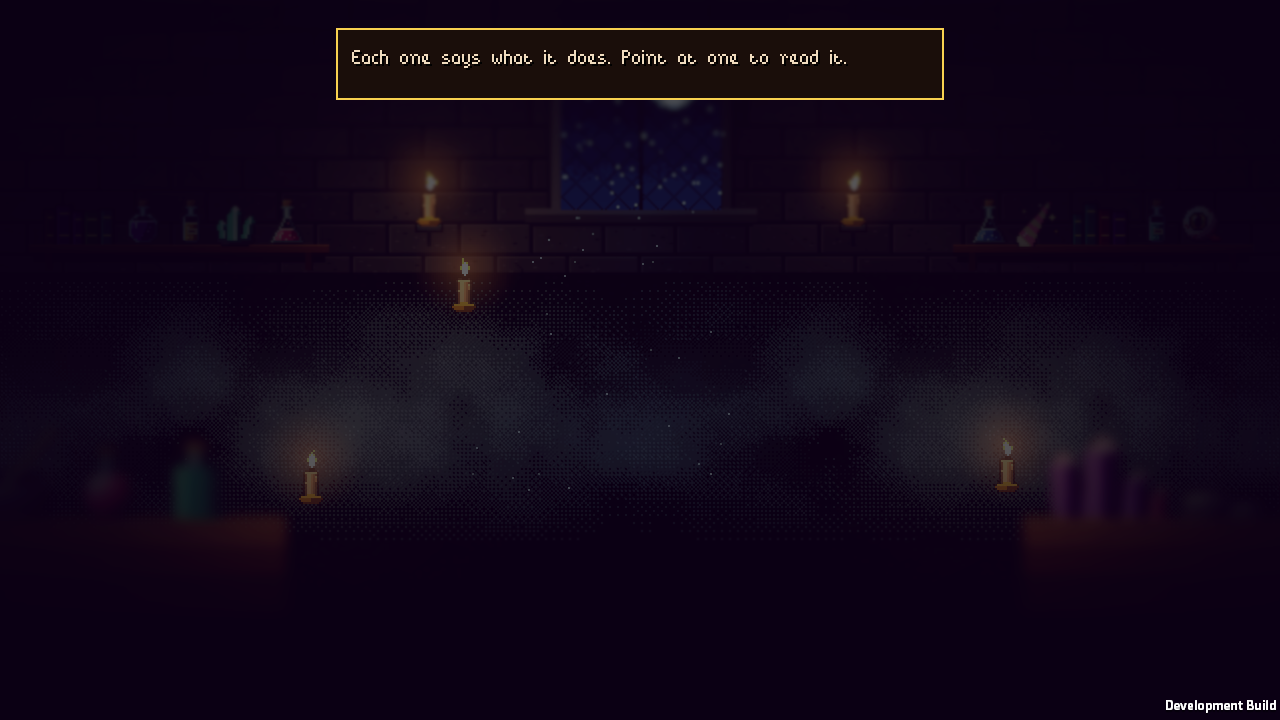 Each one says what it does. Point at one to read it.
Development Build